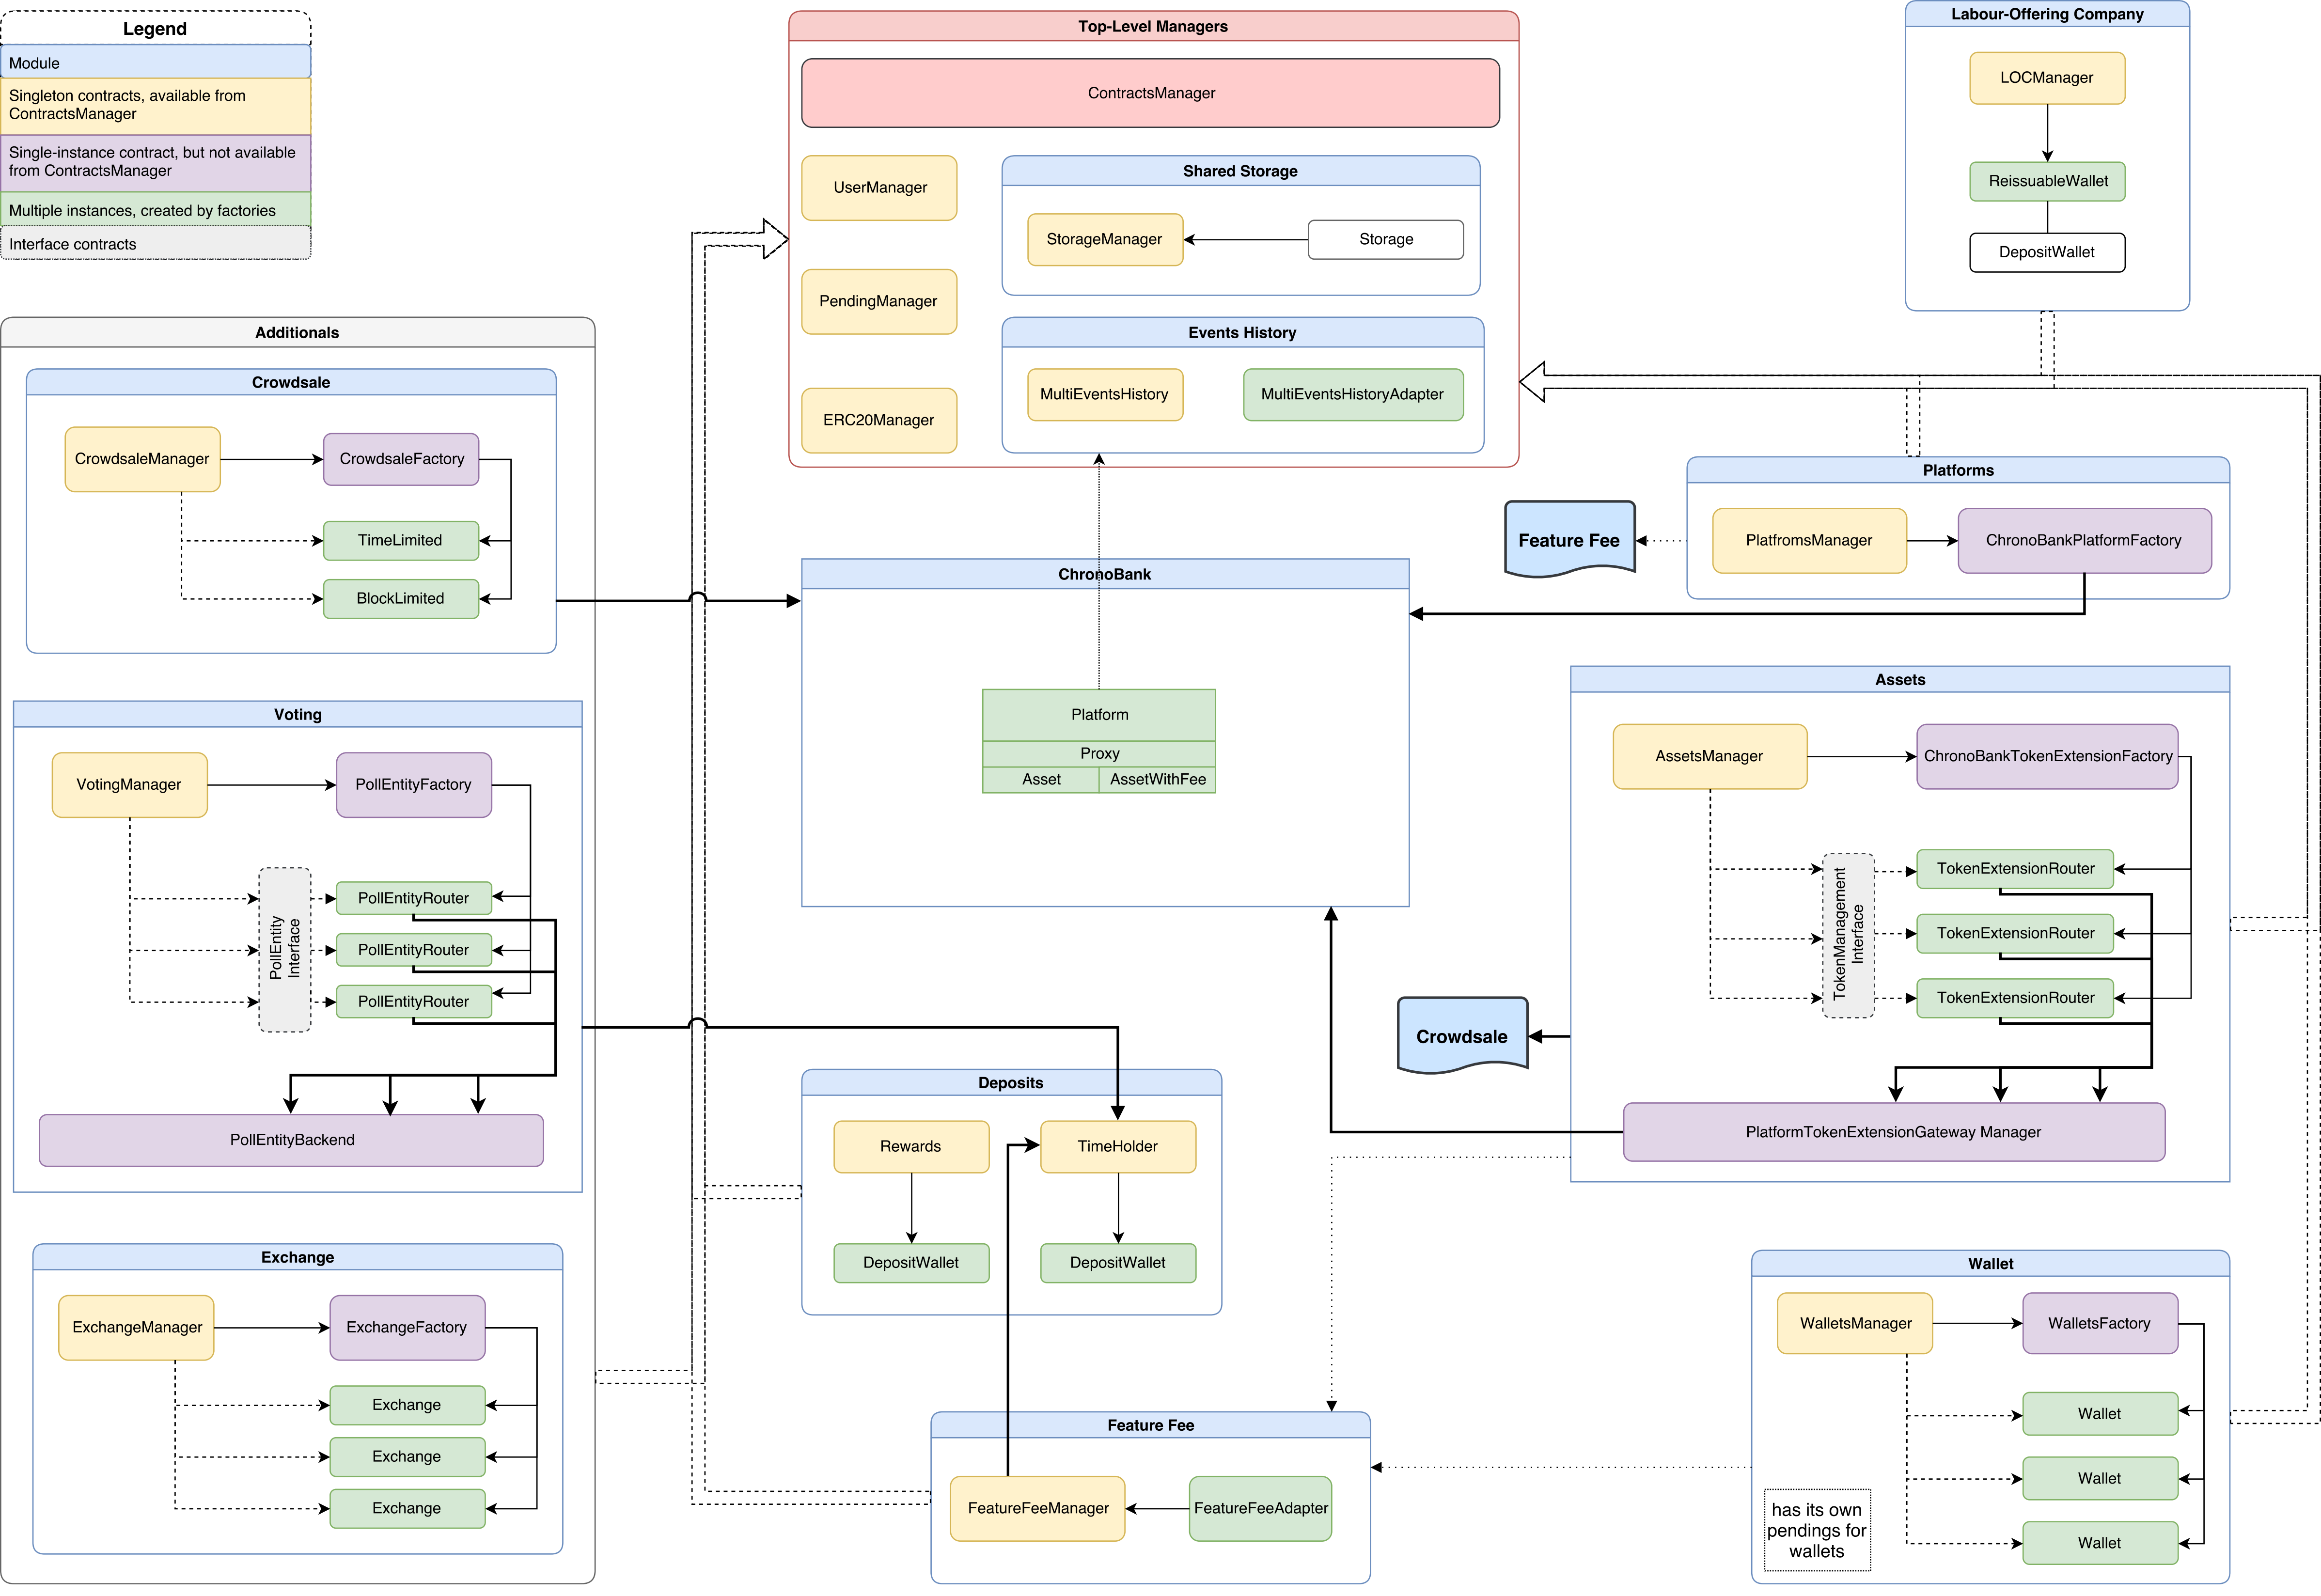 Legend
Module
Singleton contracts, available from
ContractsManager
Single-instance contract, but not available
from ContractsManager
Multiple instances, created by factories
Interface contracts
Top-Level Managers
ContractsManager
UserManager
PendingManager
ERC20Manager
Shared Storage
StorageManager
Storage
Events History
MultiEventsHistory
MultiEventsHistoryAdapter
Labour-Offering Company
LOCManager
ReissuableWallet
DepositWallet
Additionals
Crowdsale
CrowdsaleManager
CrowdsaleFactory
TimeLimited
BlockLimited
Voting
VotingManager
PollEntityFactory
PollEntity
Interface
PollEntityRouter
PollEntityRouter
PollEntityRouter
PollEntityBackend
Exchange
ExchangeManager
ExchangeFactory
Exchange
Exchange
Exchange
ChronoBank
Platform
Proxy
Asset
AssetWithFee
Feature Fee
Platforms
PlatfromsManager
ChronoBankPlatformFactory
Assets
AssetsManager
ChronoBankTokenExtensionFactory
TokenManagement
Interface
TokenExtensionRouter
TokenExtensionRouter
TokenExtensionRouter
PlatformTokenExtensionGateway Manager
Crowdsale
Deposits
Rewards
TimeHolder
DepositWallet
DepositWallet
Feature Fee
FeatureFeeManager
FeatureFeeAdapter
Wallet
WalletsManager
WalletsFactory
Wallet
Wallet
Wallet
has its own
pendings for
wallets